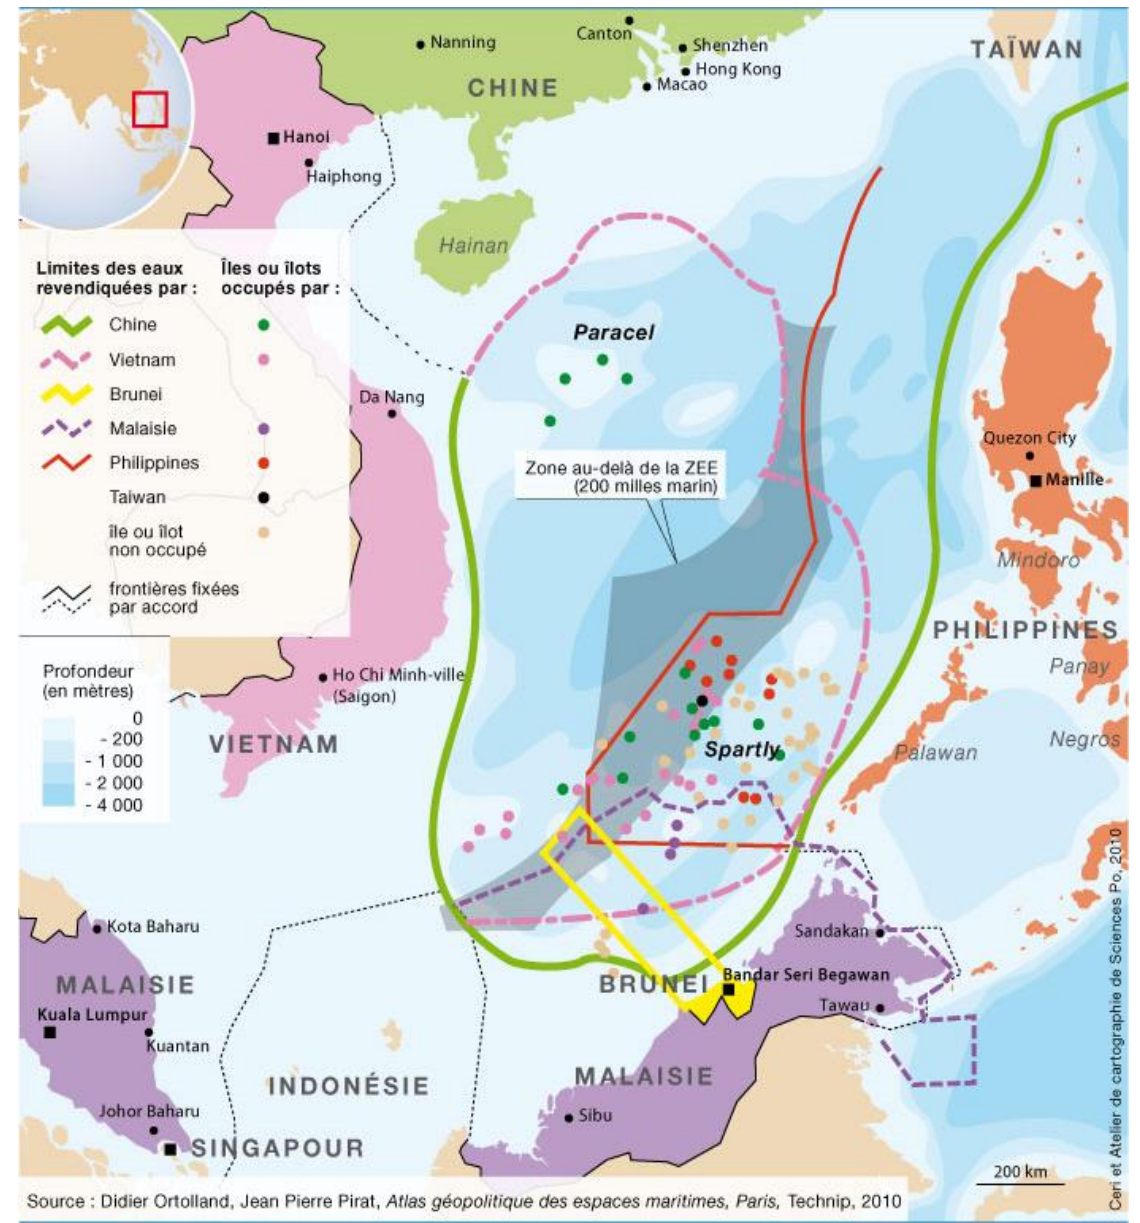 TAÏWAN
Canton
Nanning
Shenzhen
Hong Kong
CHINE
Macao
Hanoi
Haiphong
Hainan
Limites des eaux
revendiquées par :
Îles ou îlots
occupés par :
Chine
Vietnam
Brunei
Malaisie
Philippines
Taiwan
île ou îlot
non occupé
frontières fixées
par accord
Paracel
Da Nang
Quezon City
Manille
Zone au-delà de la ZEE
(200 milles marin)
Mindoro
PHILIPPINES
Panay
Profondeur
(en mètres)
0
- 200
- 1 000
- 2 000
- 4 000
Ho Chi Minh-ville
(Saigon)
VIETNAM
Spartly
Palawan
Negros
Kota Baharu
Sandakan
MALAISIE
BRUNEI
Bandar Seri Begawan
Kuala Lumpur
Tawau
Kuantan
INDONÉSIE
MALAISIE
Johor Baharu
Sibu
SINGAPOUR
200 km
Ceri et Atelier de cartographie de Sciences Po, 2010
Source : Didier Ortolland, Jean Pierre Pirat, Atlas géopolitique des espaces maritimes, Paris, Technip, 2010